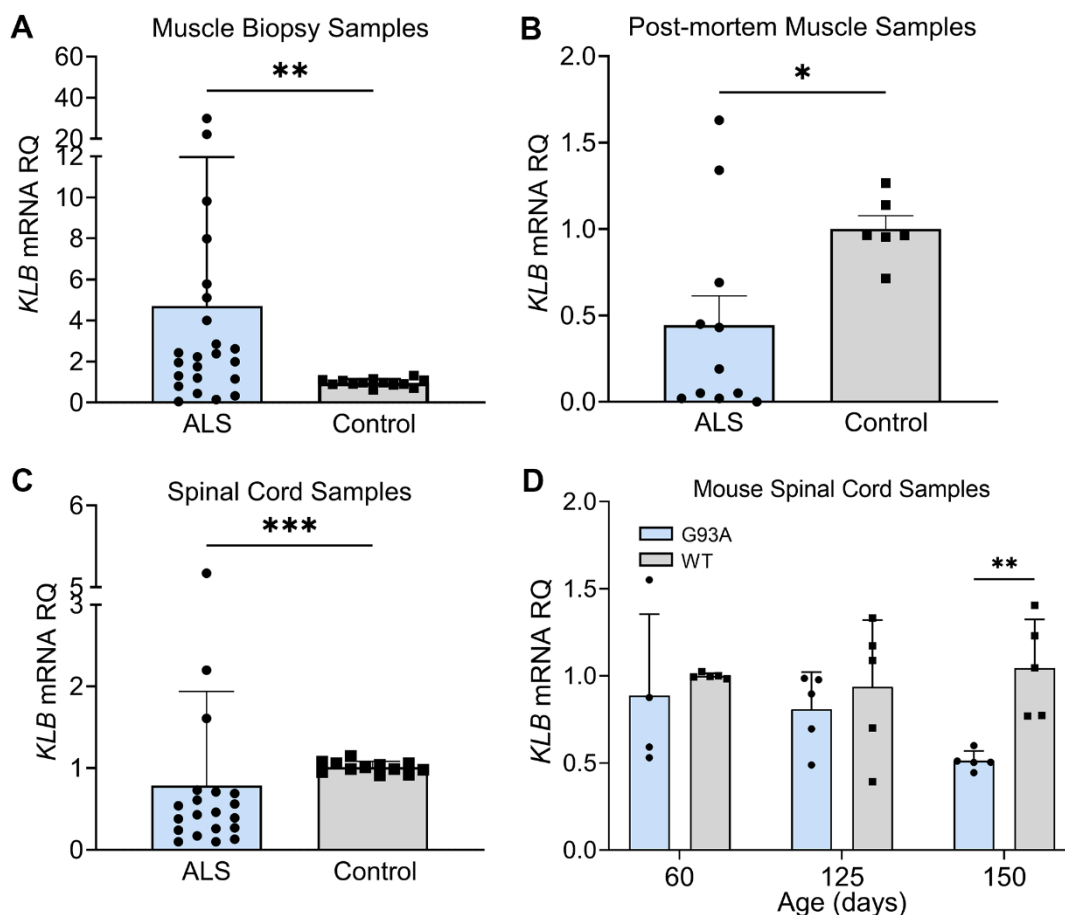 A
Muscle Biopsy Samples
60
40
20
12
10
8
6
4
2
0
KLB mRNA RQ
**
ALS
Control
B
Post-mortem Muscle Samples
2.0
1.5
1.0
0.5
0.0
KLB mRNA RQ
*
ALS
Control
C
Spinal Cord Samples
6
5
3
2
1
0
KLB mRNA RQ
***
ALS
Control
D
Mouse Spinal Cord Samples
2.0
1.5
1.0
0.5
0.0
KLB mRNA RQ
G93A
WT
**
60
125
150
Age (days)